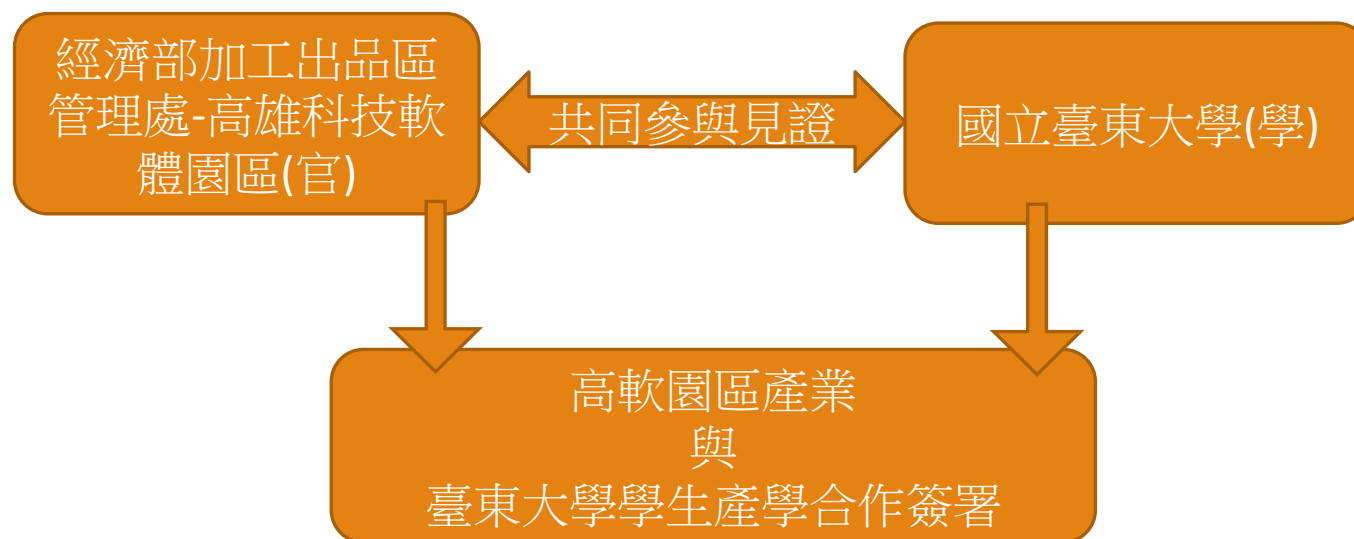 經濟部加工出品區
管理處-高雄科技軟
體園區(官)
共同參與見證
國立臺東大學(學)
高軟園區產業
與
臺東大學學生產學合作簽署